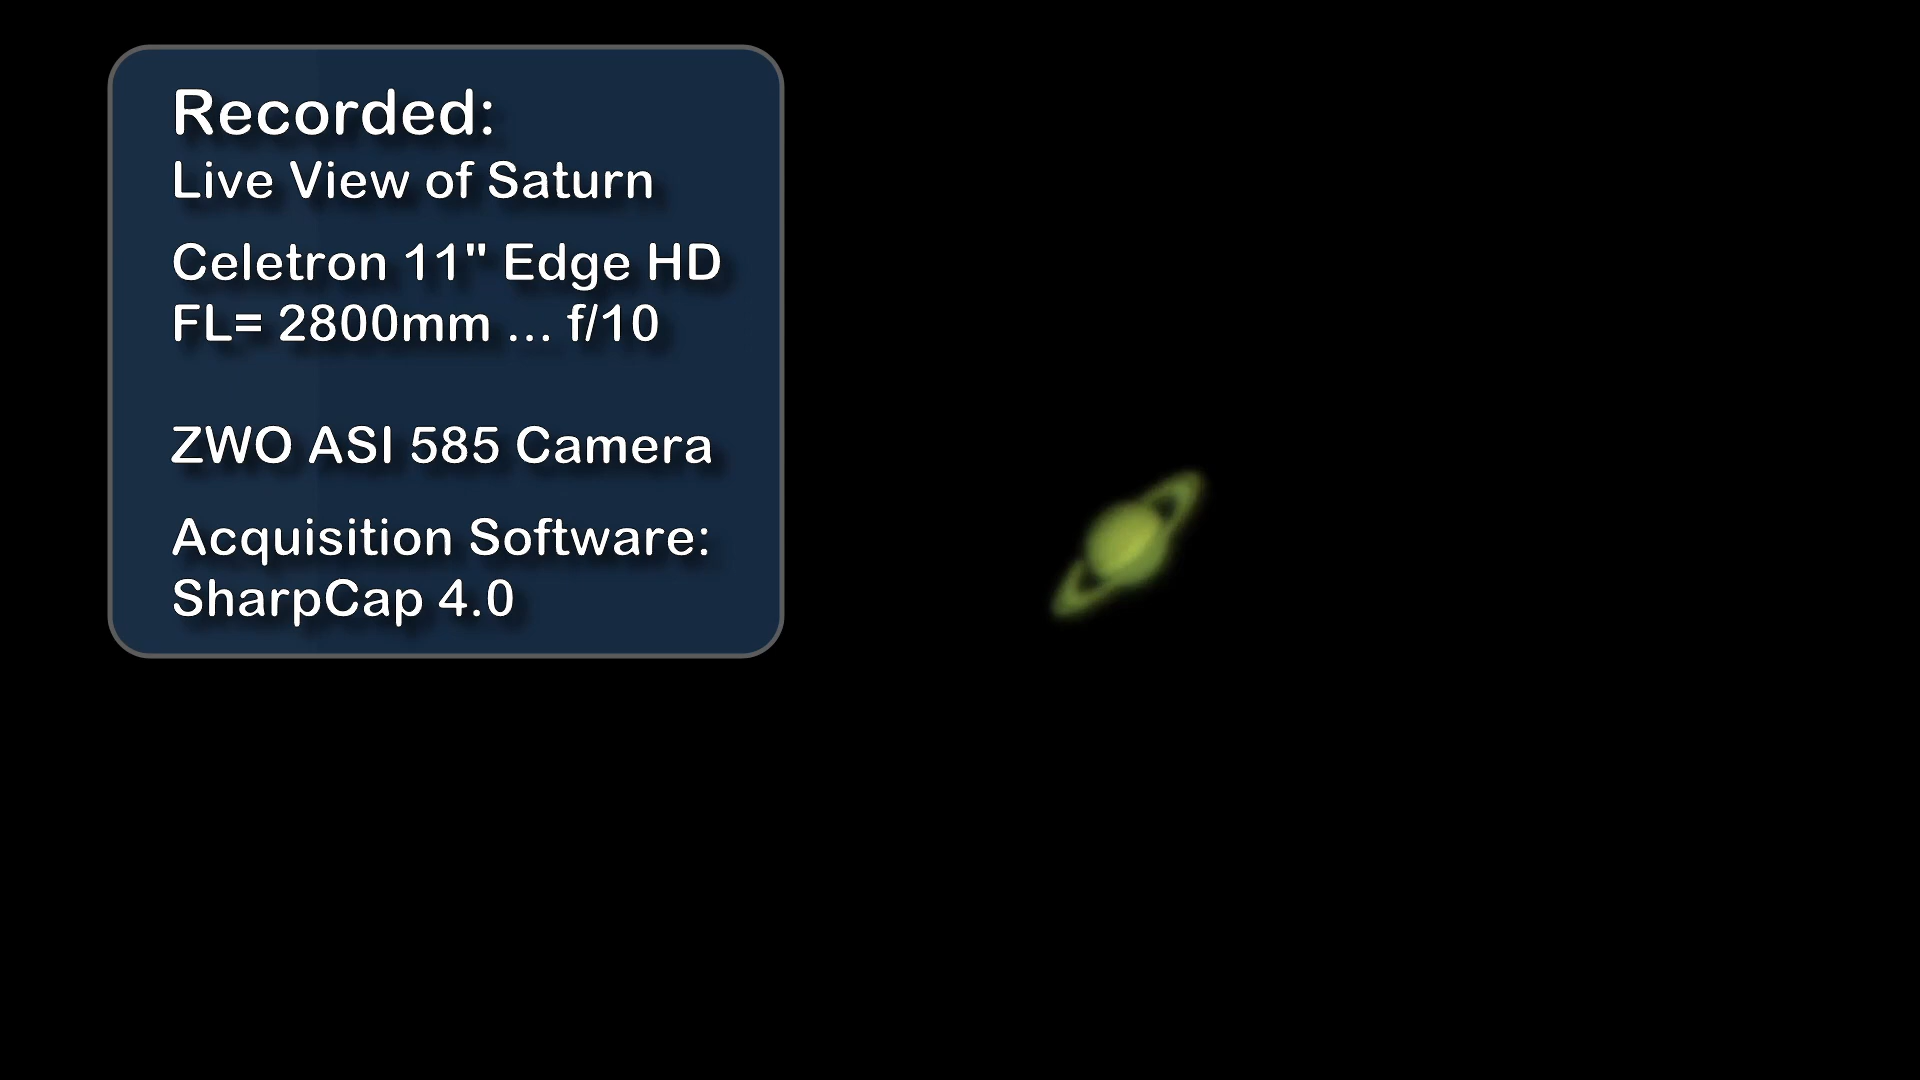 Recorded:
Live View of Saturn
Celetron 11" Edge HD
FL= 2800mm ... f/10
ZWO ASI 585 Camera
Acquisition Software:
SharpCap 4.0